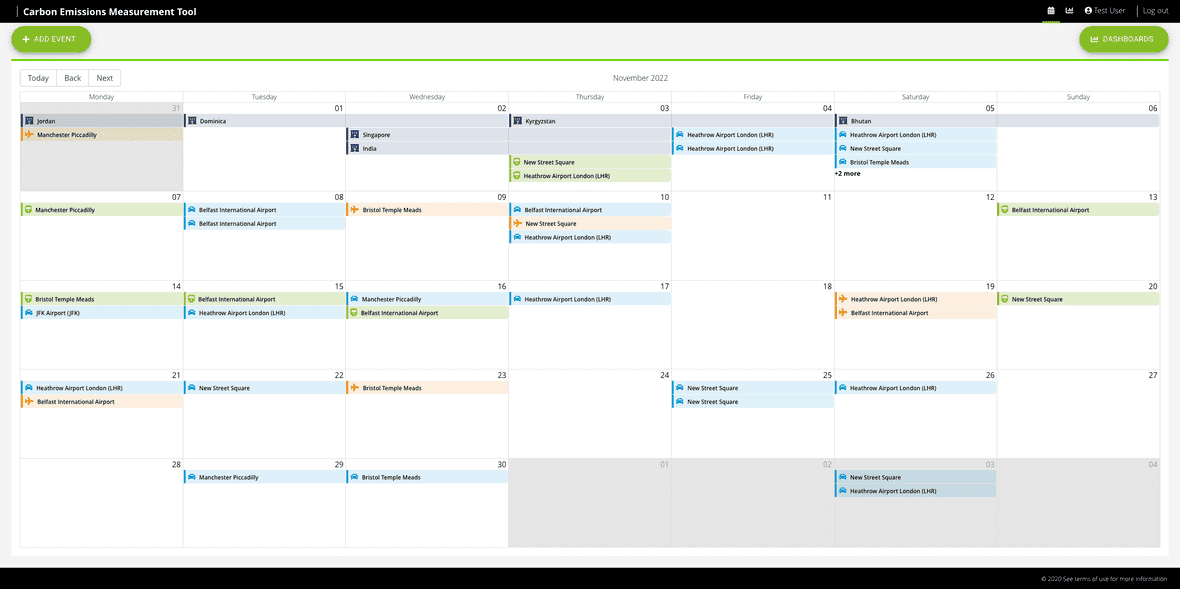 Carbon Emissions Measurement Tool
Test User
Log out
ADD EVENT
DASHBOARDS
Today Back Next
November 2022
Monday Tuesday Wednesday Thursday Friday Saturday Sunday
31 01 02 03 04 05 06
Jordan Dominica Kyrgyzstan Bhutan
Manchester Piccadilly Singapore Heathrow Airport London (LHR) Heathrow Airport London (LHR)
India Heathrow Airport London (LHR) New Street Square
New Street Square Bristol Temple Meads
Heathrow Airport London (LHR) +2 more
07 08 09 10 11 12 13
Manchester Piccadilly Belfast International Airport Bristol Temple Meads Belfast International Airport Belfast International Airport
Belfast International Airport New Street Square
Heathrow Airport London (LHR)
14 15 16 17 18 19 20
Bristol Temple Meads Belfast International Airport Manchester Piccadilly Heathrow Airport London (LHR) Heathrow Airport London (LHR) New Street Square
JFK Airport (JFK) Heathrow Airport London (LHR) Belfast International Airport Belfast International Airport
21 22 23 24 25 26 27
Heathrow Airport London (LHR) New Street Square Bristol Temple Meads New Street Square Heathrow Airport London (LHR)
Belfast International Airport New Street Square
28 29 30 01 02 03 04
Manchester Piccadilly Bristol Temple Meads New Street Square
Heathrow Airport London (LHR)
© 2020 See terms of use for more information